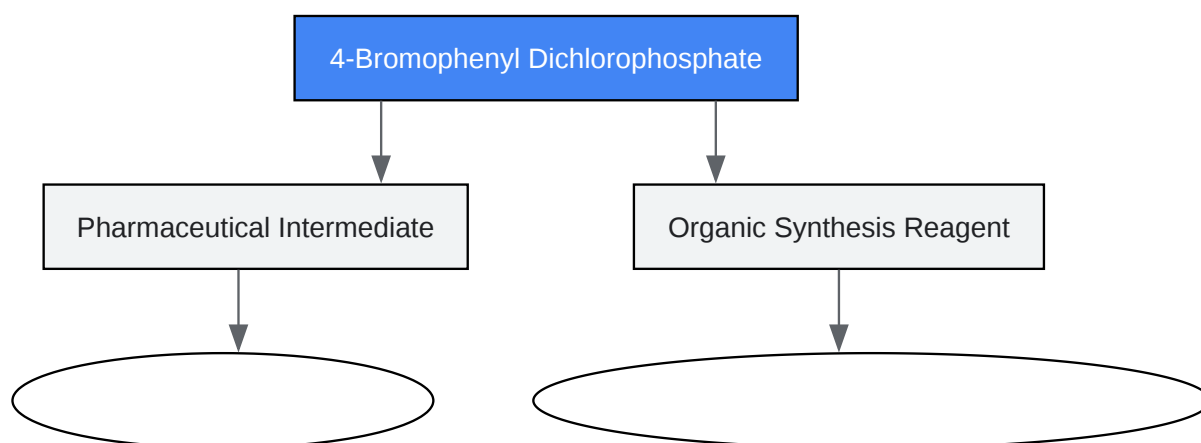 4-Bromophenyl Dichlorophosphate
Pharmaceutical Intermediate
Organic Synthesis Reagent